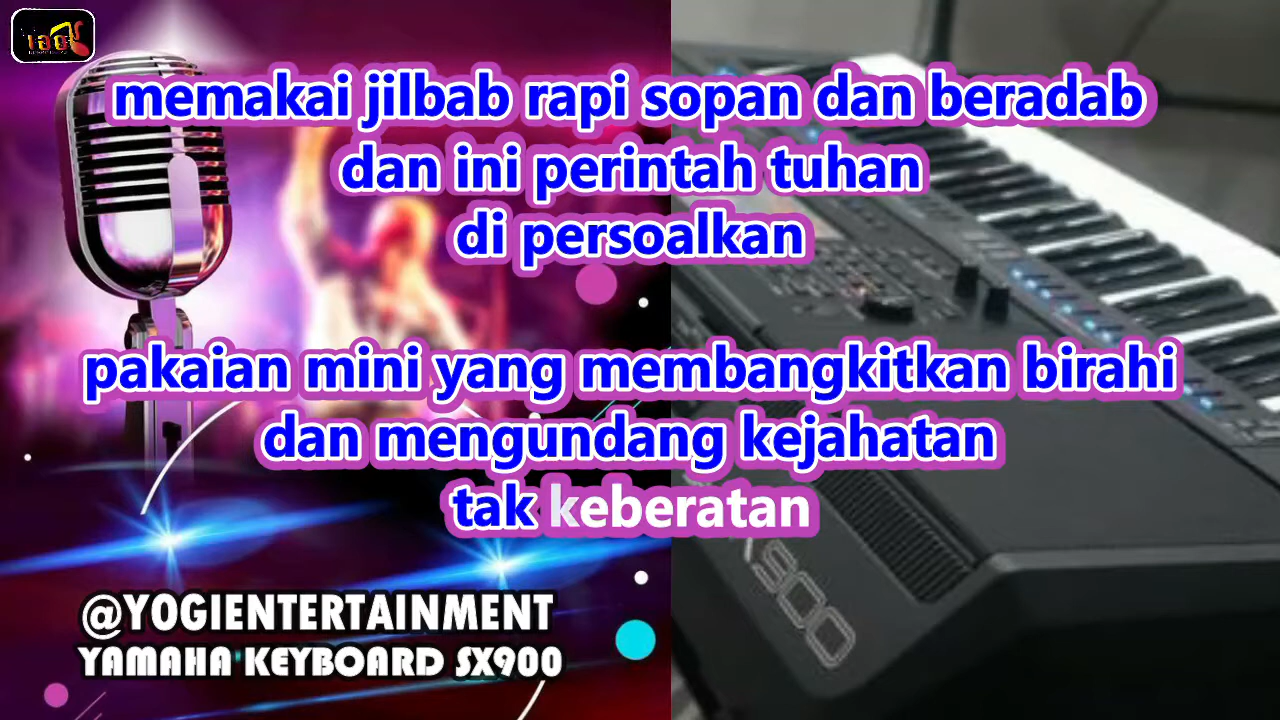 memakai jilbab rapi sopan dan beradab
dan ini perintah tuhan
di persoalkan
pakaian mini yang membangkitkan birahi
dan mengundang kejahatan
tak keberatan
@YOGIENTERTAINMENT
YAMAHA KEYBOARD SX900